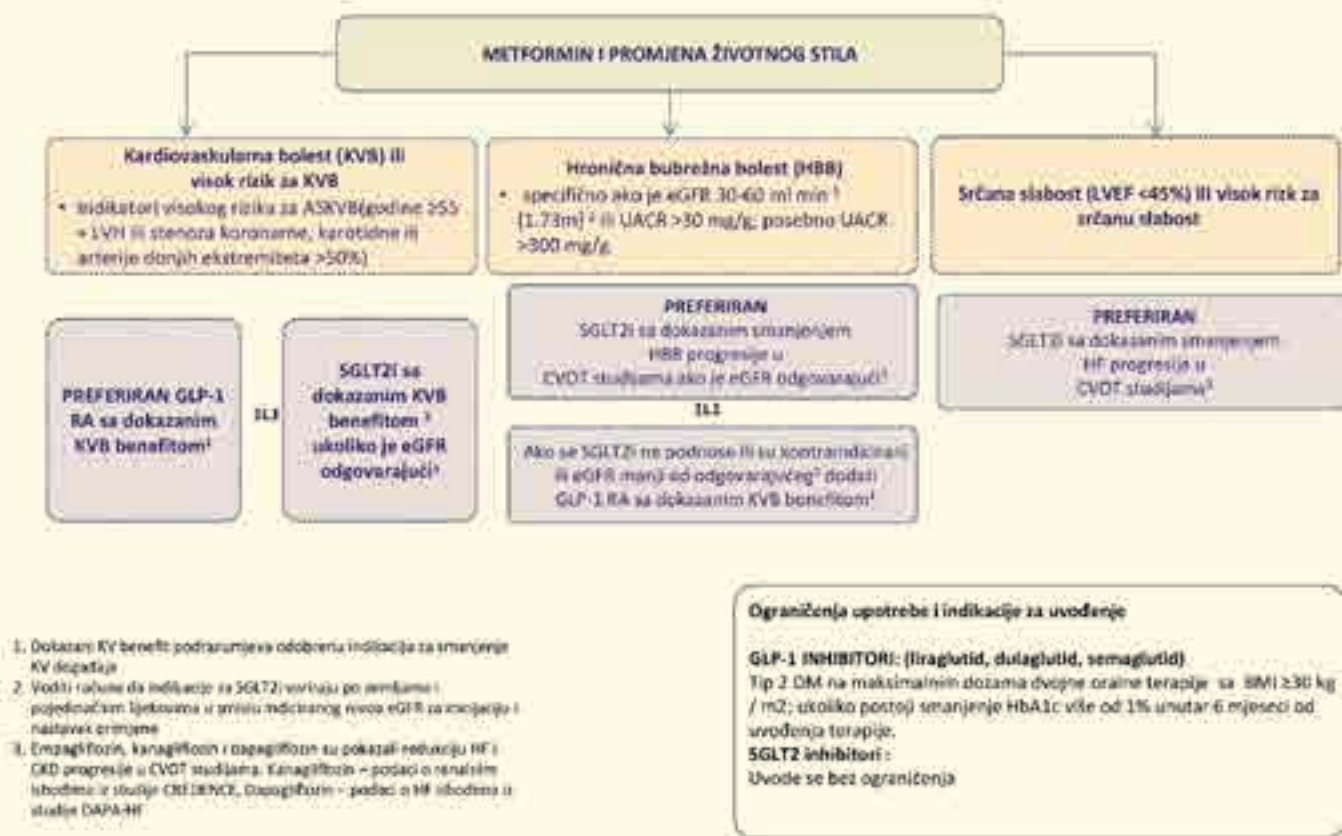 METFORMIN I PROMJENA ŽIVOTNOG STILA
Kardiovaskularna bolest (KVB) ili
visok rizik za KVB
• Indikatori visokog rizika za ASKVB(godine ≥55
+ LVH ili stenoza koronarne, karotidne ili
arterije donjih ekstremiteta >50%)
Hronična bubrežna bolest (HBB)
• specifično ako je eGFR 30-60 ml min
[1.73m] ² ili UACR >30 mg/g, posebno UACR
>300 mg/g
Srčana slabost (LVEF <45%) ili visok rizk za
srčanu slabost
PREFERIRAN GLP-1
RA sa dokazanim
KVB benefitom¹
ILI
SGLT2i sa
dokazanim KVB
benefitom
ukoliko je eGFR
odgovarajući
PREFERIRAN
SGLT2i sa dokazanim smanjenjem
HBB progresije u
CVOT studijama ako je eGFR odgovarajući
ILI
Ako se SGLT2i ne podnose ili su kontraindicirani
ili eGFR manji od odgovarajućeg² dodati
GLP-1 RA sa dokazanim KVB benefitom¹
PREFERIRAN
SGLT2i sa dokazanim smanjenjem
HF progresije u
CVOT studijama³
1. Dokazani KV benefit podrazumjeva odobrenu indikacija za smanjenje
KV događaja
2. Voditi računa da indikacije za SGLT2i variraju po zemljama i
pojedinačnim lijekovima u smislu indiciranog nivoa eGFR za inicijaciju i
nastavak primjene
3. Empagliflozin, kanagliflozin i dapagliflozin su pokazali redukciju HF i
CKD progresije u CVOT studijama. Kanagliflozin – podaci o renalnim
ishodima iz studije CREDENCE, Dapagliflozin – podaci o HF ishodima iz
studije DAPA-HF
Ograničenja upotrebe i indikacije za uvođenje
GLP-1 INHIBITORI: (liraglutid, dulaglutid, semaglutid)
Tip 2 DM na maksimalnim dozama dvojne oralne terapije sa BMI ≥30 kg
/ m2; ukoliko postoji smanjenje HbA1c više od 1% unutar 6 mjeseci od
uvođenja terapije.
SGLT2 inhibitori :
Uvode se bez ograničenja